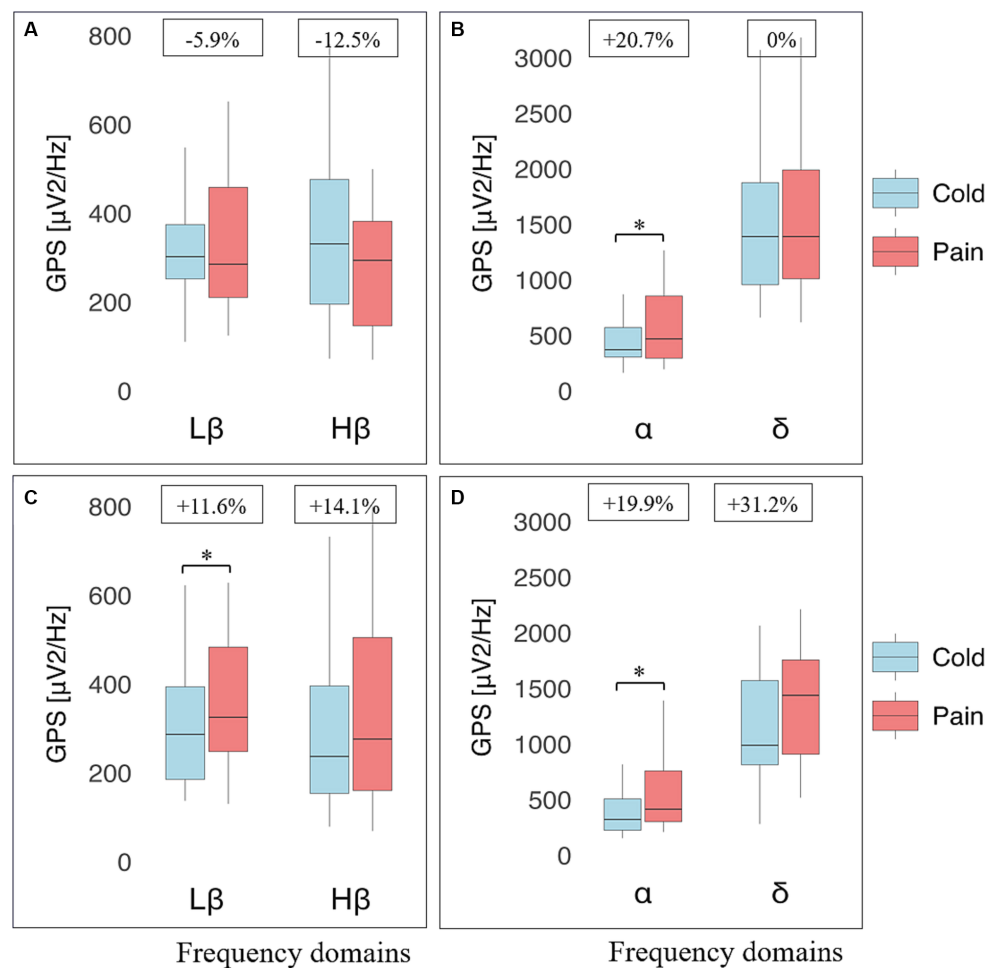 A
800
-5.9%
-12.5%
600
400
200
0
GPS [µV2/Hz]
Lβ
Hβ
B
3000
+20.7%
0%
2500
2000
1500
1000
500
0
GPS [µV2/Hz]
*
α
δ
Cold
Pain
C
800
+11.6%
+14.1%
600
400
200
0
GPS [µV2/Hz]
*
Lβ
Hβ
Frequency domains
D
3000
+19.9%
+31.2%
2500
2000
1500
1000
500
0
GPS [µV2/Hz]
*
α
δ
Frequency domains
Cold
Pain